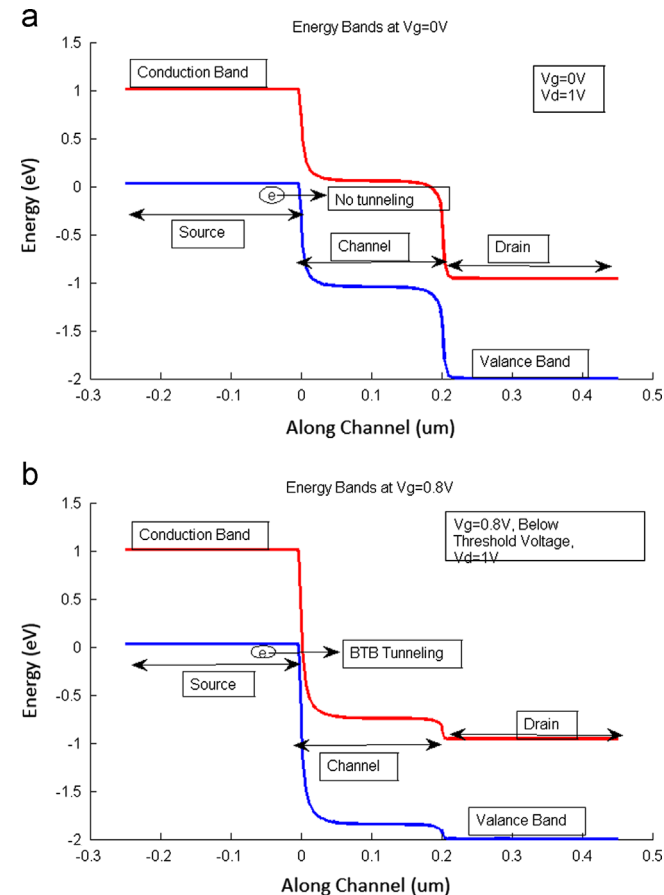 a
Energy Bands at Vg=0V
1.5
1
0.5
0
-0.5
-1
-1.5
-2
Energy (eV)
Conduction Band
Vg=0V
Vd=1V
e
No tunneling
Source
Channel
Drain
Valance Band
-0.3
-0.2
-0.1
0
0.1
0.2
0.3
0.4
0.5
Along Channel (um)
b
Energy Bands at Vg=0.8V
1.5
1
0.5
0
-0.5
-1
-1.5
-2
Energy (eV)
Conduction Band
Vg=0.8V, Below
Threshold Voltage,
Vd=1V
e
BTB Tunneling
Source
Channel
Drain
Valance Band
-0.3
-0.2
-0.1
0
0.1
0.2
0.3
0.4
0.5
Along Channel (um)